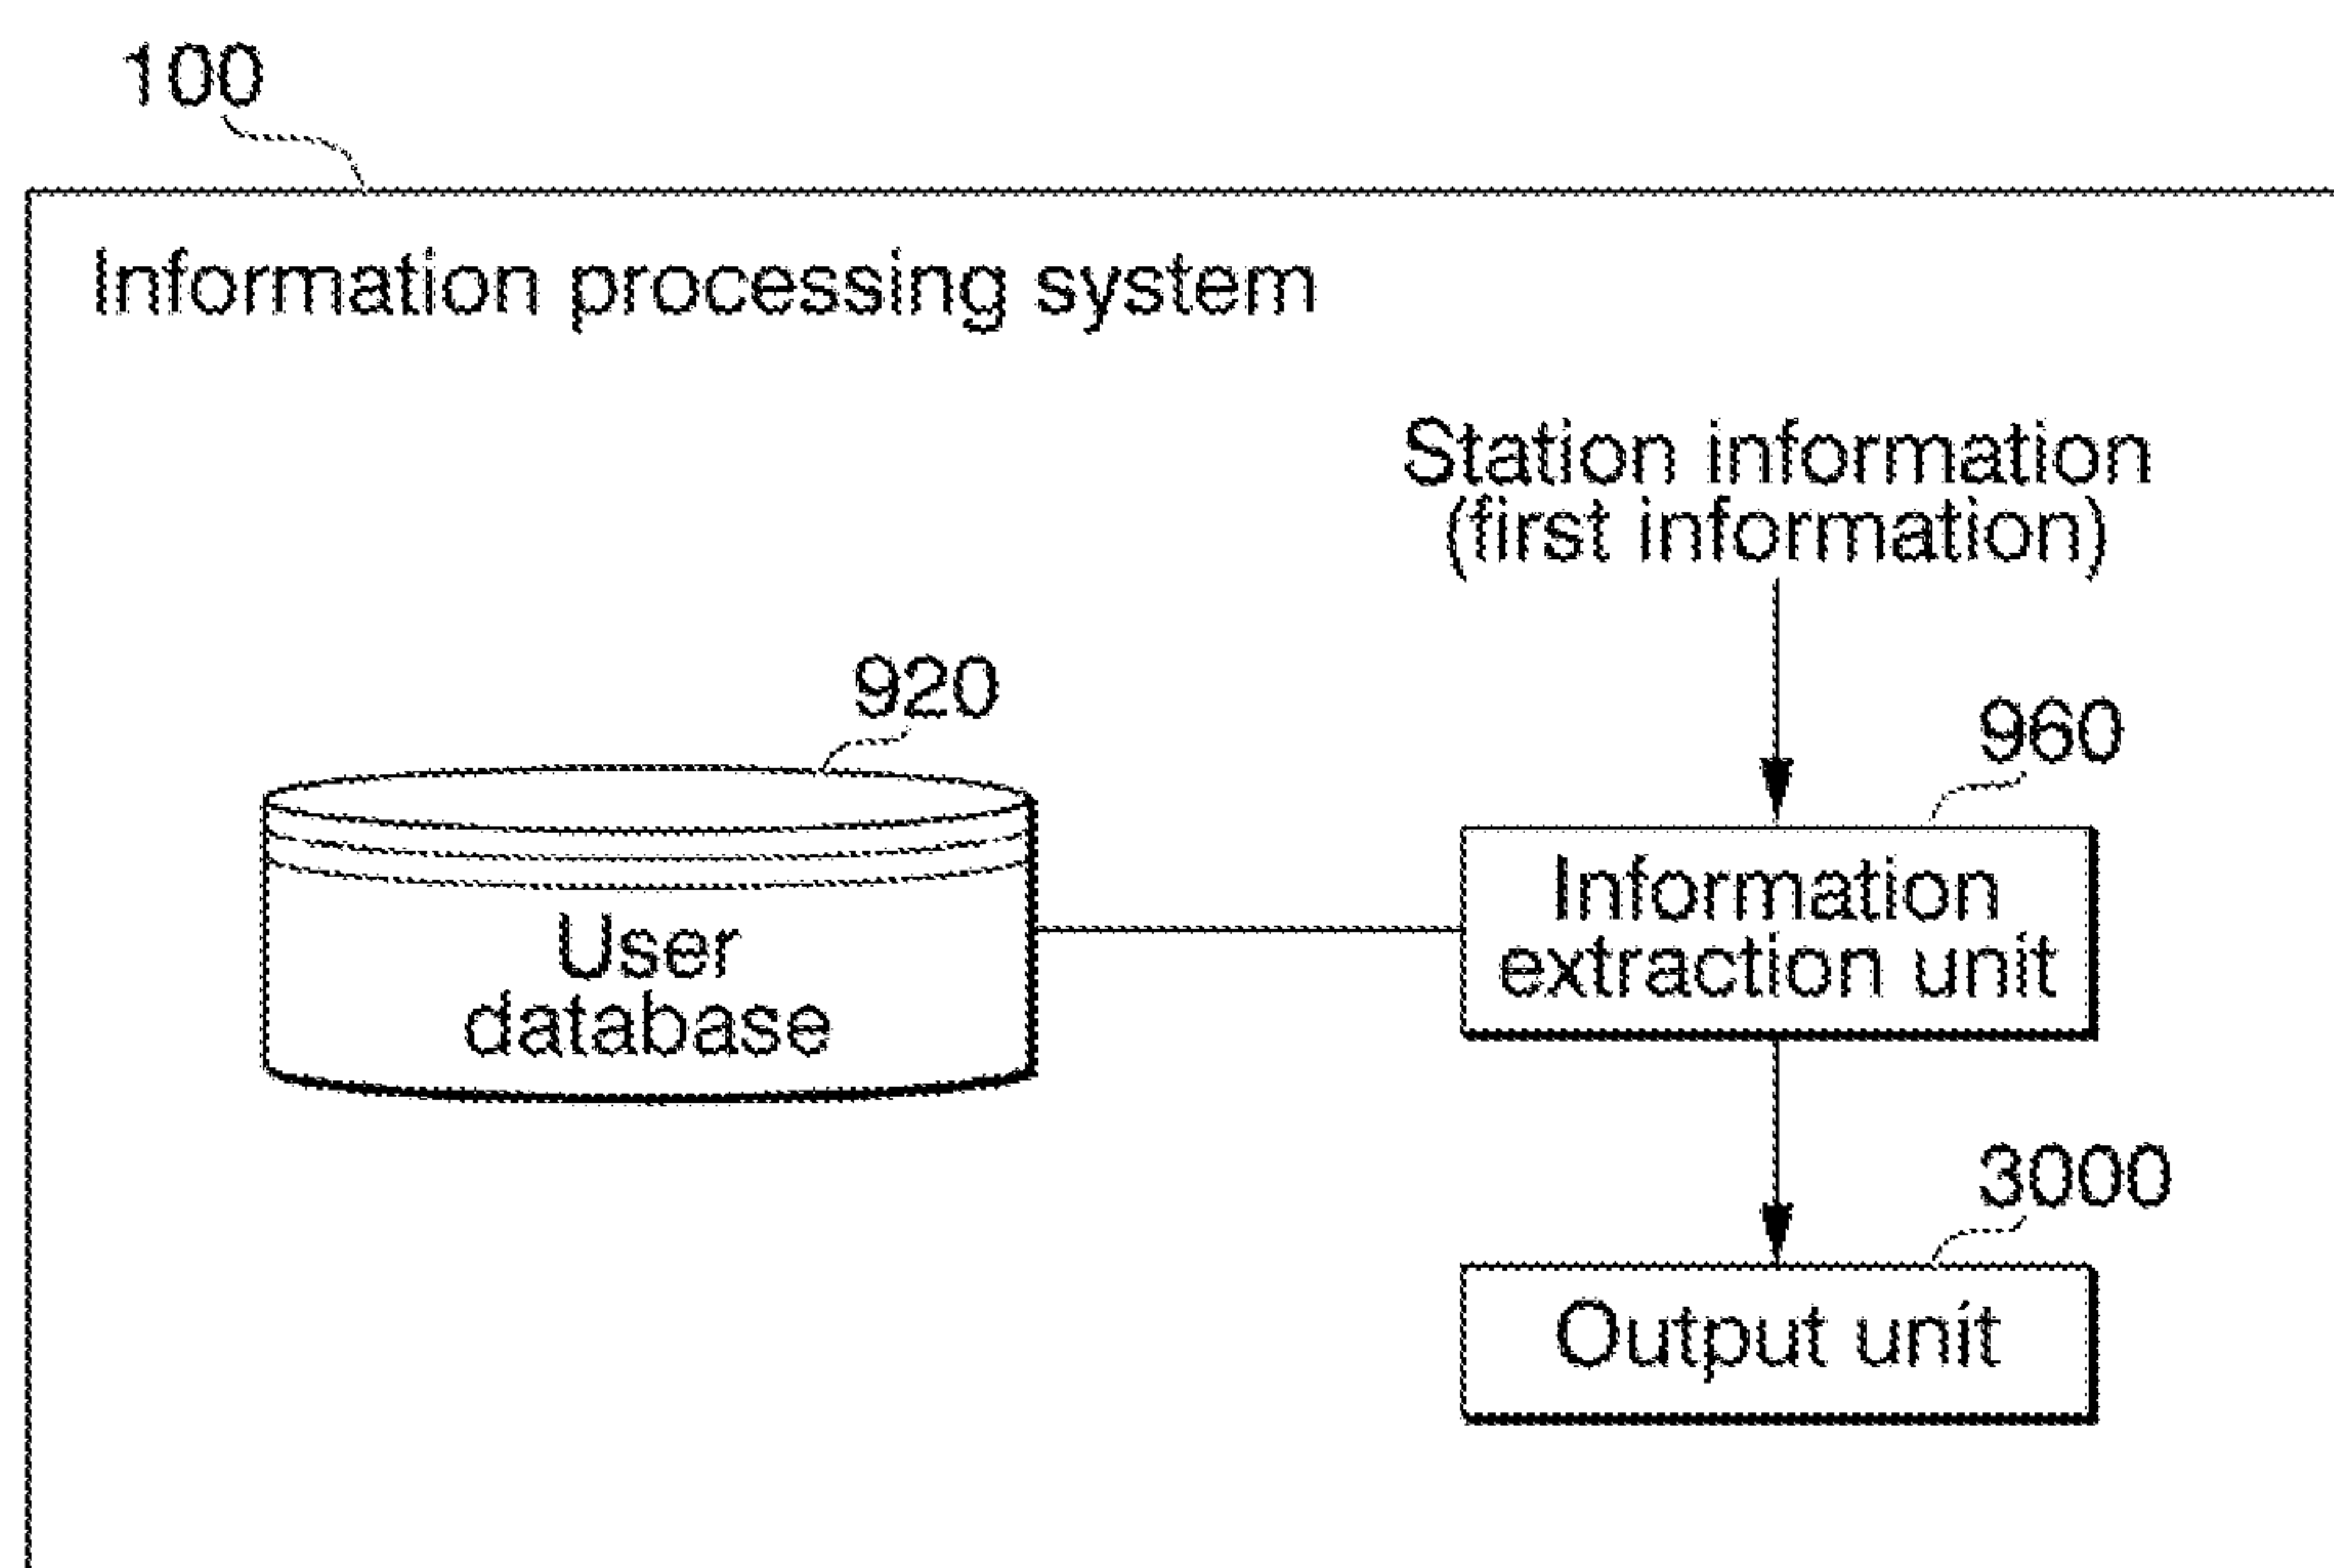 100
Information processing system
Station information
(first information)
920
960
Information
extraction unit
User
database
3000
Output unit